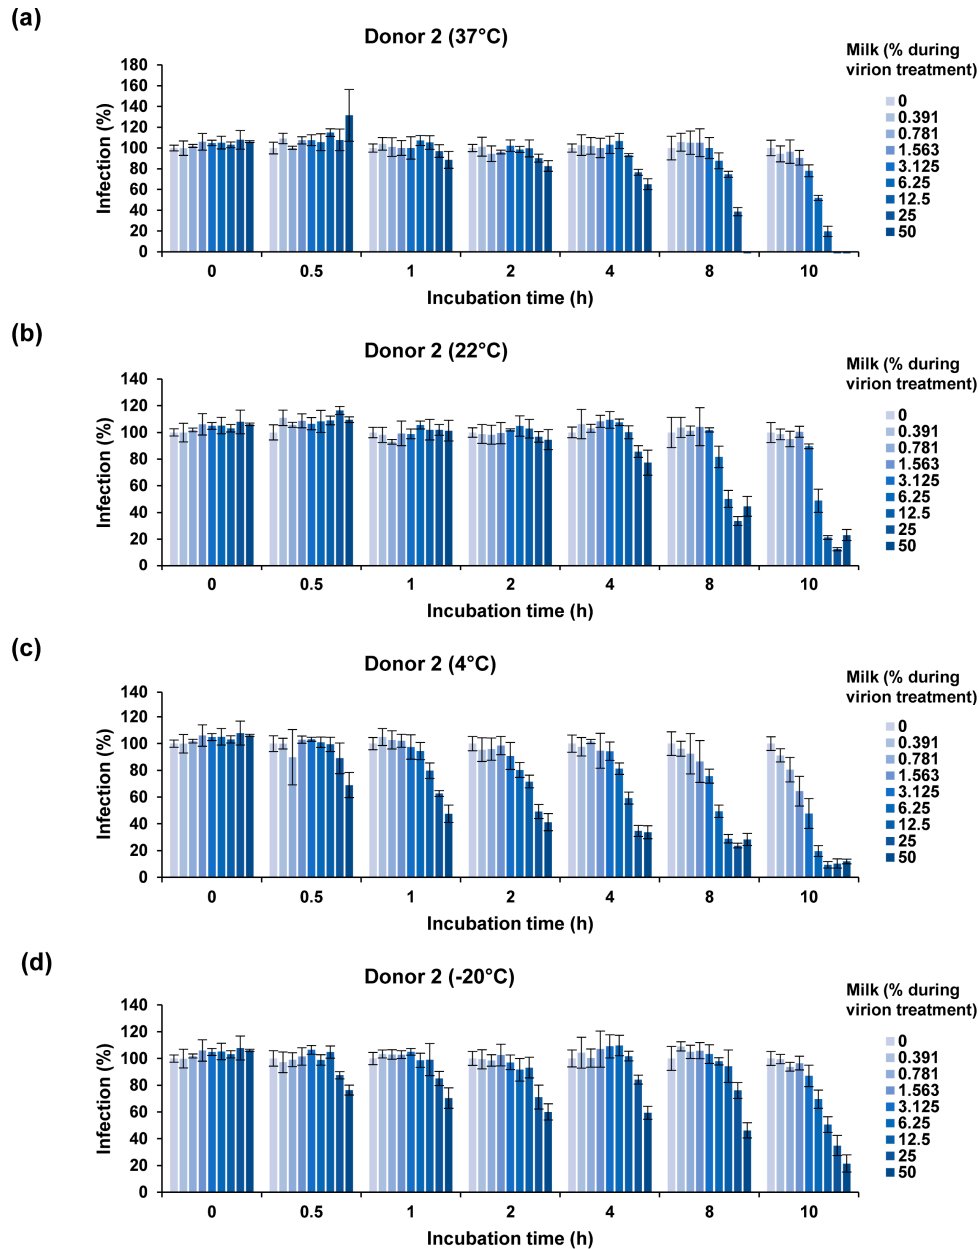 (a)
Donor 2 (37°C)
Milk (% during
virion treatment)
180
160
140
120
100
80
60
40
20
0
Infection (%)
0 0.5 1 2 4 8 10
Incubation time (h)
0
0.391
0.781
1.563
3.125
6.25
12.5
25
50
(b)
Donor 2 (22°C)
Milk (% during
virion treatment)
140
120
100
80
60
40
20
0
Infection (%)
0 0.5 1 2 4 8 10
Incubation time (h)
0
0.391
0.781
1.563
3.125
6.25
12.5
25
50
(c)
Donor 2 (4°C)
Milk (% during
virion treatment)
140
120
100
80
60
40
20
0
Infection (%)
0 0.5 1 2 4 8 10
Incubation time (h)
0
0.391
0.781
1.563
3.125
6.25
12.5
25
50
(d)
Donor 2 (-20°C)
Milk (% during
virion treatment)
140
120
100
80
60
40
20
0
Infection (%)
0 0.5 1 2 4 8 10
Incubation time (h)
0
0.391
0.781
1.563
3.125
6.25
12.5
25
50